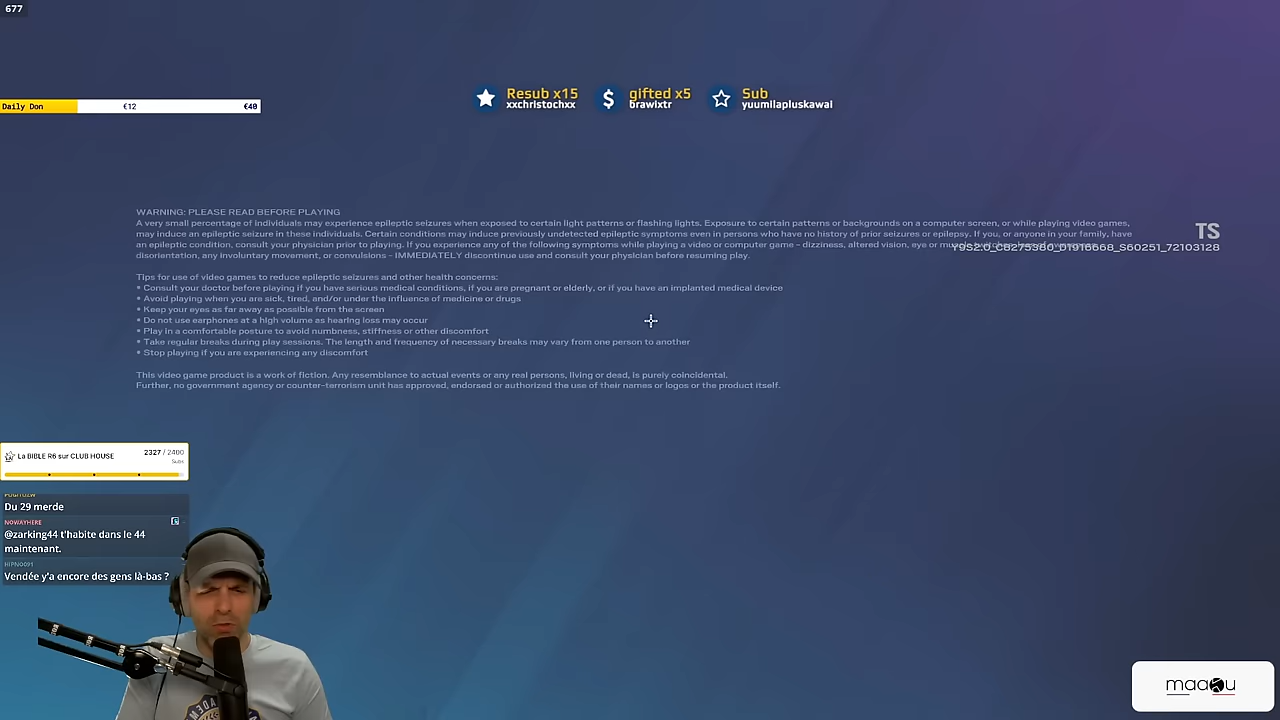 677
Daily Don €12 €40
Resub x15
xxchristochxx
gifted x5
brawlxtr
Sub
yuumilapluskawai
WARNING: PLEASE READ BEFORE PLAYING
A very small percentage of individuals may experience epileptic seizures when exposed to certain light patterns or flashing lights. Exposure to certain patterns or backgrounds on a computer screen, or while playing video games,
may induce an epileptic seizure in these individuals. Certain conditions may induce previously undetected epileptic symptoms even in persons who have no history of prior seizures or epilepsy. If you, or anyone in your family, have
an epileptic condition, consult your physician prior to playing. If you experience any of the following symptoms while playing a video or computer game – dizziness, altered vision, eye or
disorientation, any involuntary movement, or convulsions – IMMEDIATELY discontinue use and consult your physician before resuming play.
TS
Tips for use of video games to reduce epileptic seizures and other health concerns:
• Consult your doctor before playing if you have serious medical conditions, if you are pregnant or elderly, or if you have an implanted medical device
• Avoid playing when you are sick, tired, and/or under the influence of medicine or drugs
• Keep your eyes as far away as possible from the screen
• Do not use earphones at a high volume as hearing loss may occur
• Play in a comfortable posture to avoid numbness, stiffness or other discomfort
• Take regular breaks during play sessions. The length and frequency of necessary breaks may vary from one person to another
• Stop playing if you are experiencing any discomfort
This video game product is a work of fiction. Any resemblance to actual events or any real persons, living or dead, is purely coincidental.
Further, no government agency or counter-terrorism unit has approved, endorsed or authorized the use of their names or logos or the product itself.
La BIBLE R6 sur CLUB HOUSE 2327 / 2400
Subs
Du 29 merde
NOWAYHERE
@zarking44 t'habite dans le 44
maintenant.
HIPNO091
Vendée y'a encore des gens là-bas ?
RODE
maaku